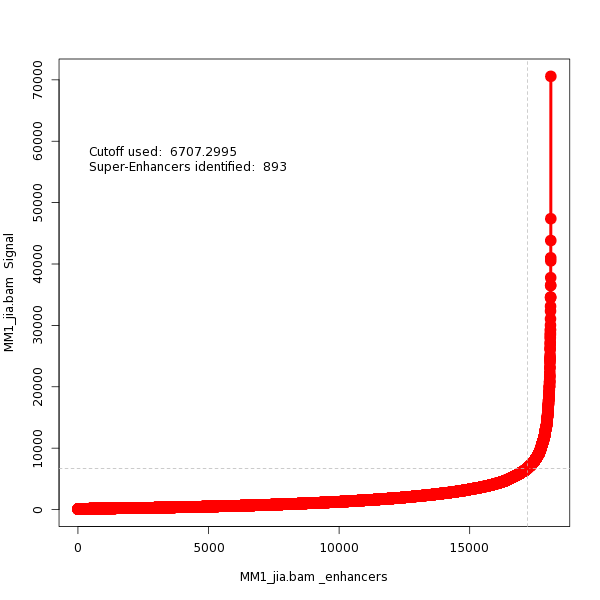 70000
60000
50000
40000
30000
20000
10000
0
MM1_jia.bam  Signal
Cutoff used:  6707.2995
Super-Enhancers identified:  893
0 5000 10000 15000
MM1_jia.bam _enhancers